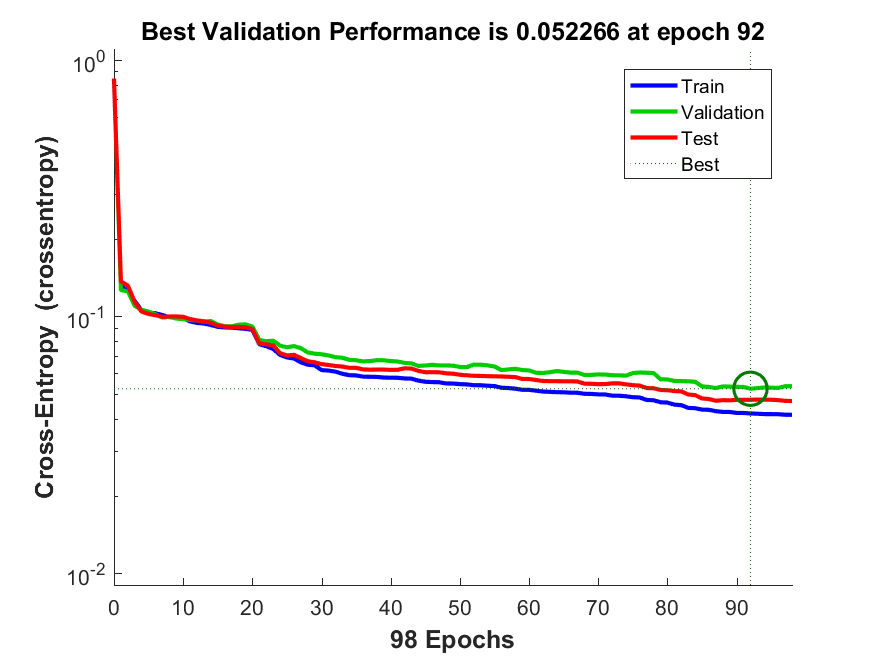 Best Validation Performance is 0.052266 at epoch 92
Cross-Entropy (crossentropy)
10^0
10^-1
10^-2
Train
Validation
Test
Best
0 10 20 30 40 50 60 70 80 90
98 Epochs